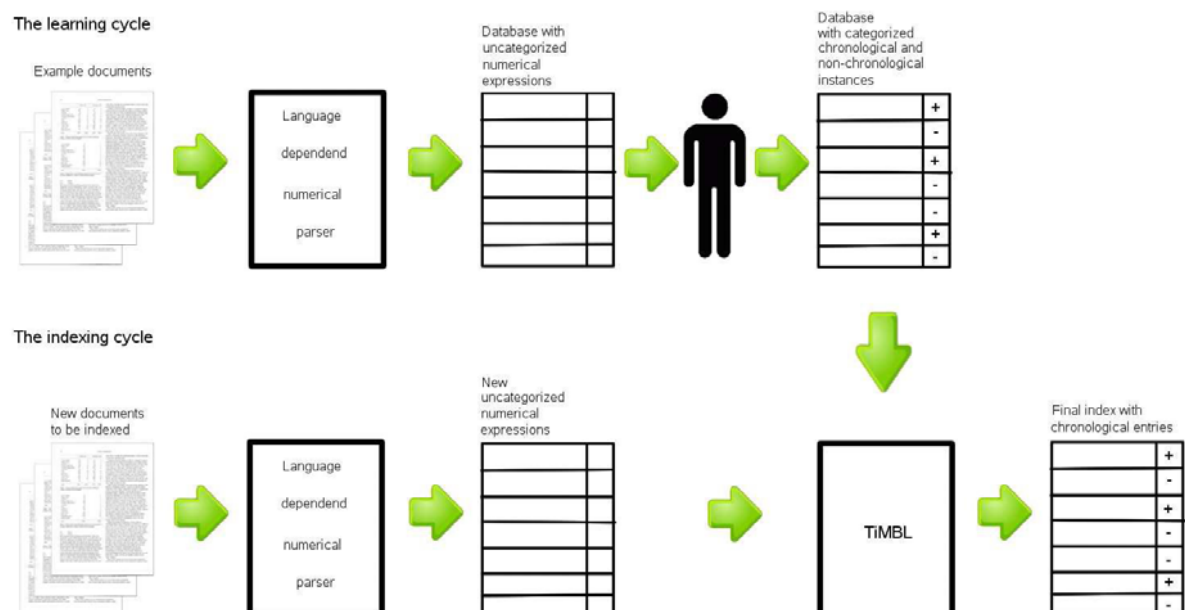 The learning cycle
Example documents
Language
dependend
numerical
parser
Database with
uncategorized
numerical
expressions
Database
with categorized
chronological and
non-chronological
instances
+
-
+
-
-
+
-
The indexing cycle
New documents
to be indexed
Language
dependend
numerical
parser
New
uncategorized
numerical
expressions
TiMBL
Final index with
chronological entries
+
-
+
-
-
+
-